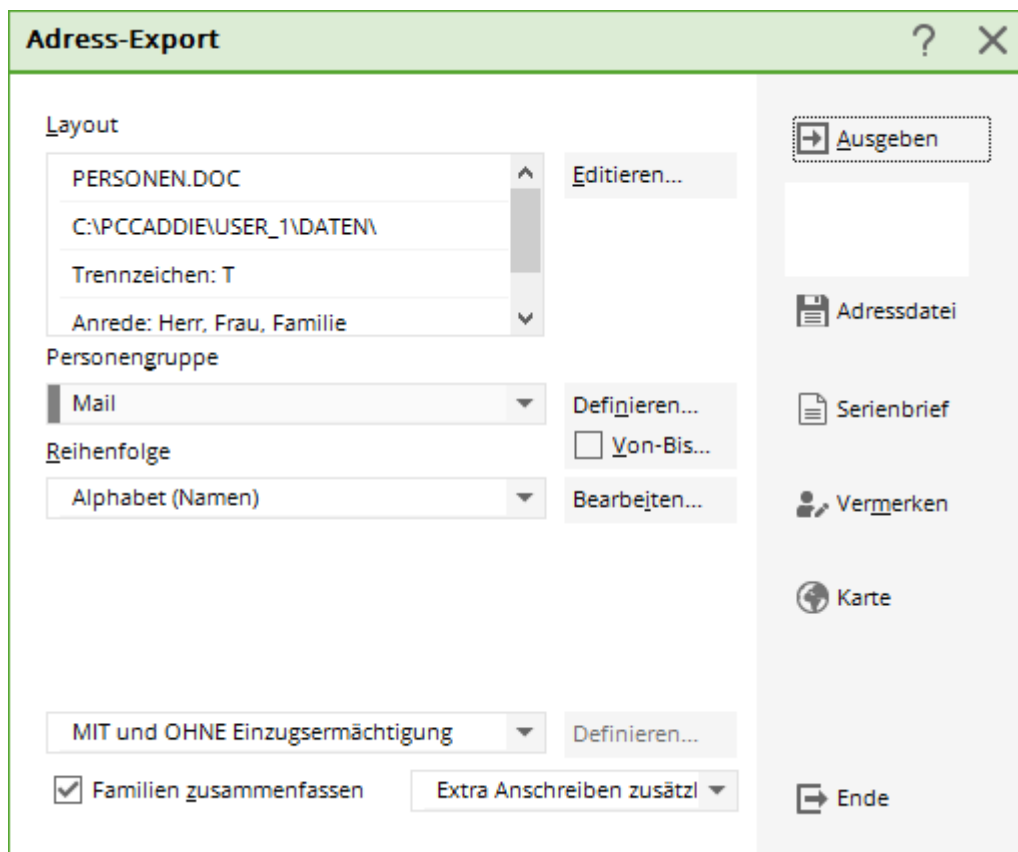 Adress-Export
Layout
PERSONEN.DOC
C:\PCCADDIE\USER_1\DATEN\
Trennzeichen: T
Anrede: Herr, Frau, Familie
Editieren...
Personengruppe
Mail
Definieren...
Von-Bis...
Reihenfolge
Alphabet (Namen)
Bearbeiten...
MIT und OHNE Einzugsermächtigung
Definieren...
Familien zusammenfassen
Extra Anschreiben zusätzl
Ausgeben
Adressdatei
Serienbrief
Vermerken
Karte
Ende